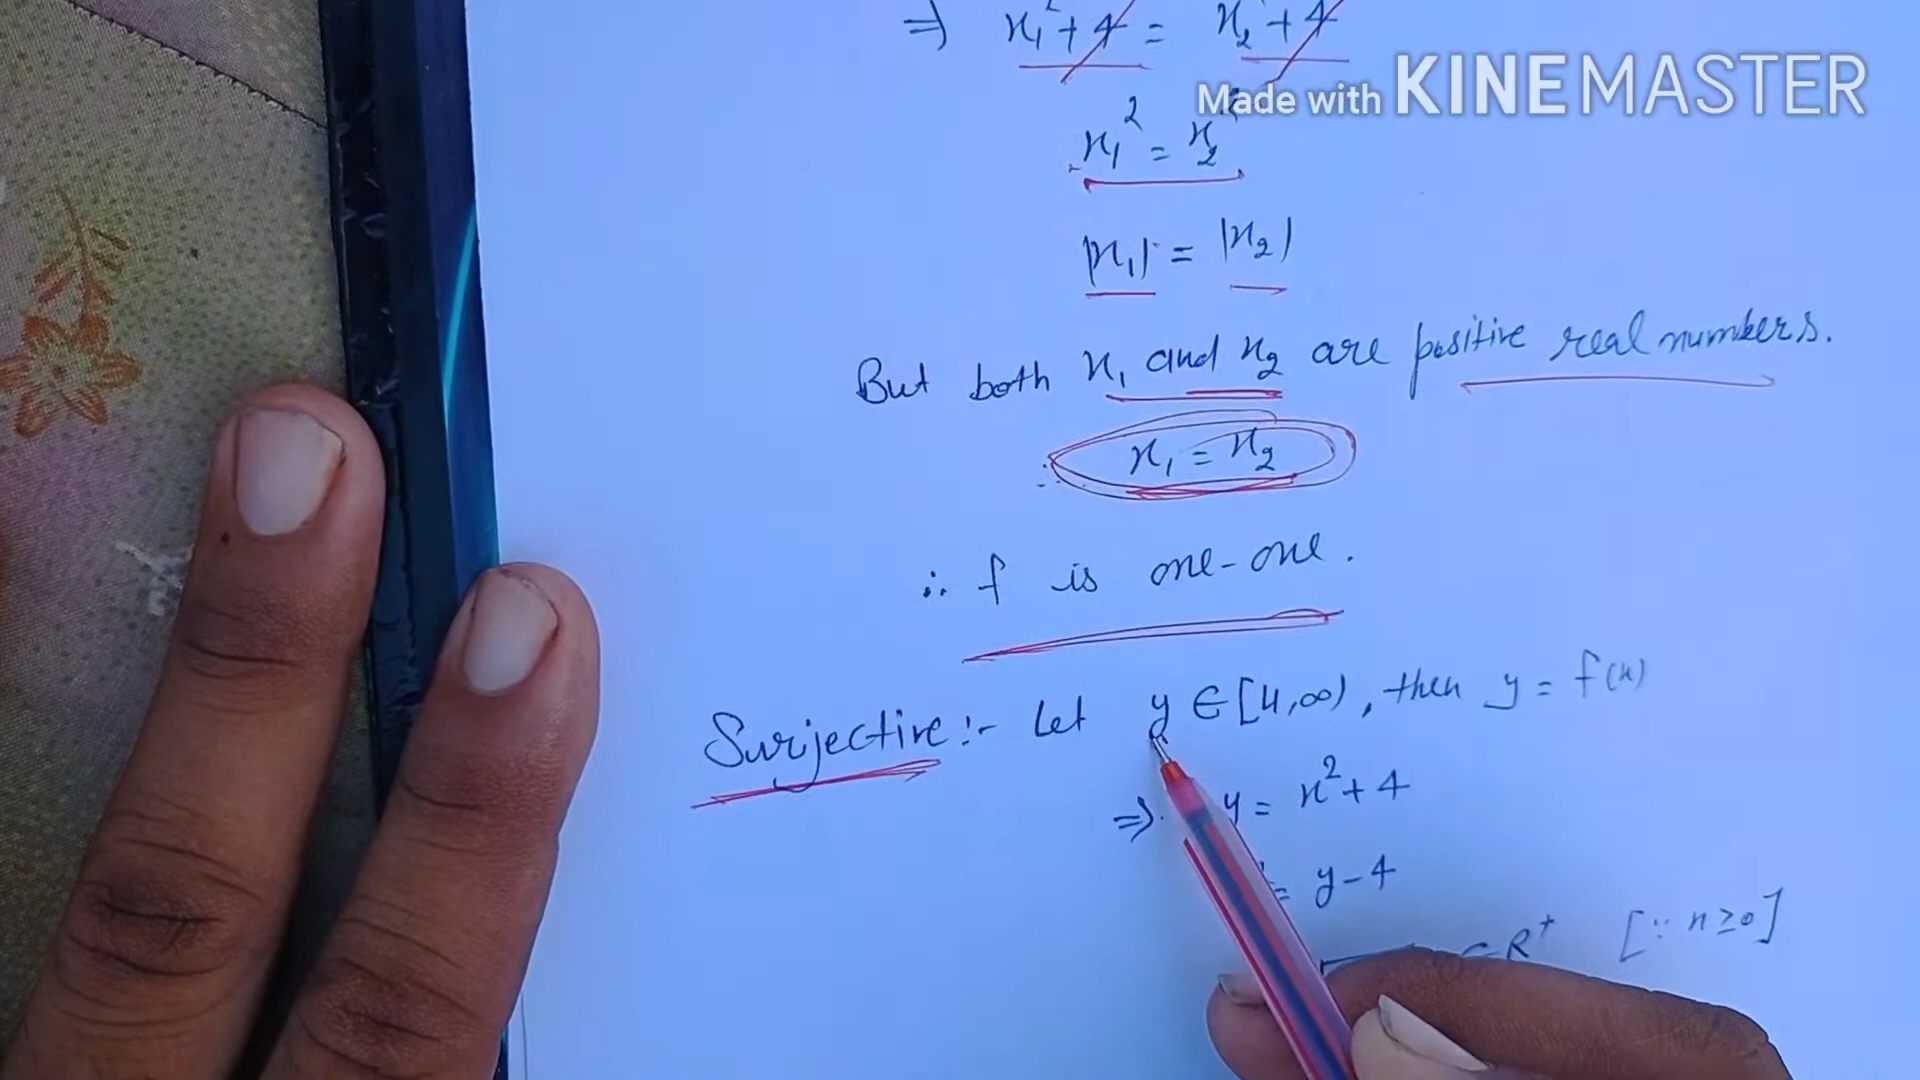 ⇒ x₁² + 4 = x₂² + 4
Made with KINEMASTER
x₁² = x₂²
|x₁| = |x₂|
But both x₁ and x₂ are positive real numbers.
∴ x₁ = x₂
∴ f is one-one.
Surjective :- Let y ∈ [4,∞), then y = f(x)
⇒ y = x² + 4
= y - 4
∈ R⁺ [∵ x ≥ 0]